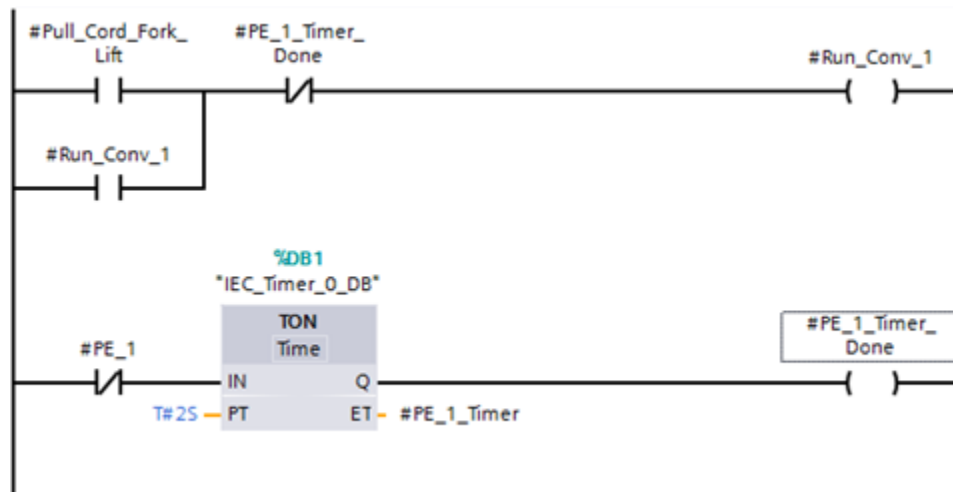 #Pull_Cord_Fork_
Lift
#PE_1_Timer_
Done
#Run_Conv_1
#Run_Conv_1
%DB1
"IEC_Timer_0_DB"
TON
Time
#PE_1
IN
Q
T#2S
PT
ET
#PE_1_Timer
#PE_1_Timer_
Done